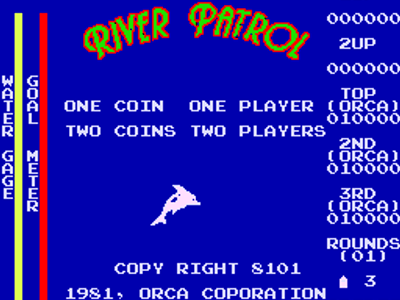 RIVER PATROL
WATER GAGE
GOAL METER
ONE COIN ONE PLAYER
TWO COINS TWO PLAYERS
COPY RIGHT 8101
1981, ORCA COPORATION
000000
2UP
000000
TOP
(ORCA)
010000
2ND
(ORCA)
010000
3RD
(ORCA)
010000
ROUNDS
(01)
3